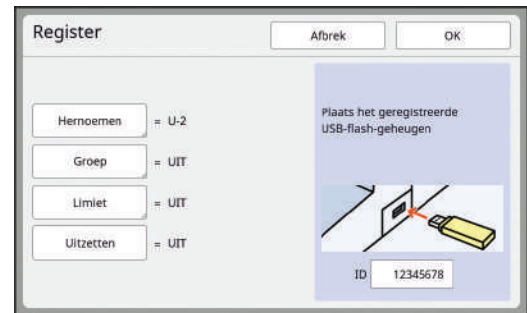 Register
Afbrek
OK
Hernoemen = U-2
Groep = UIT
Limiet = UIT
Uitzetten = UIT
Plaats het geregistreerde
USB-flash-geheugen
ID 12345678